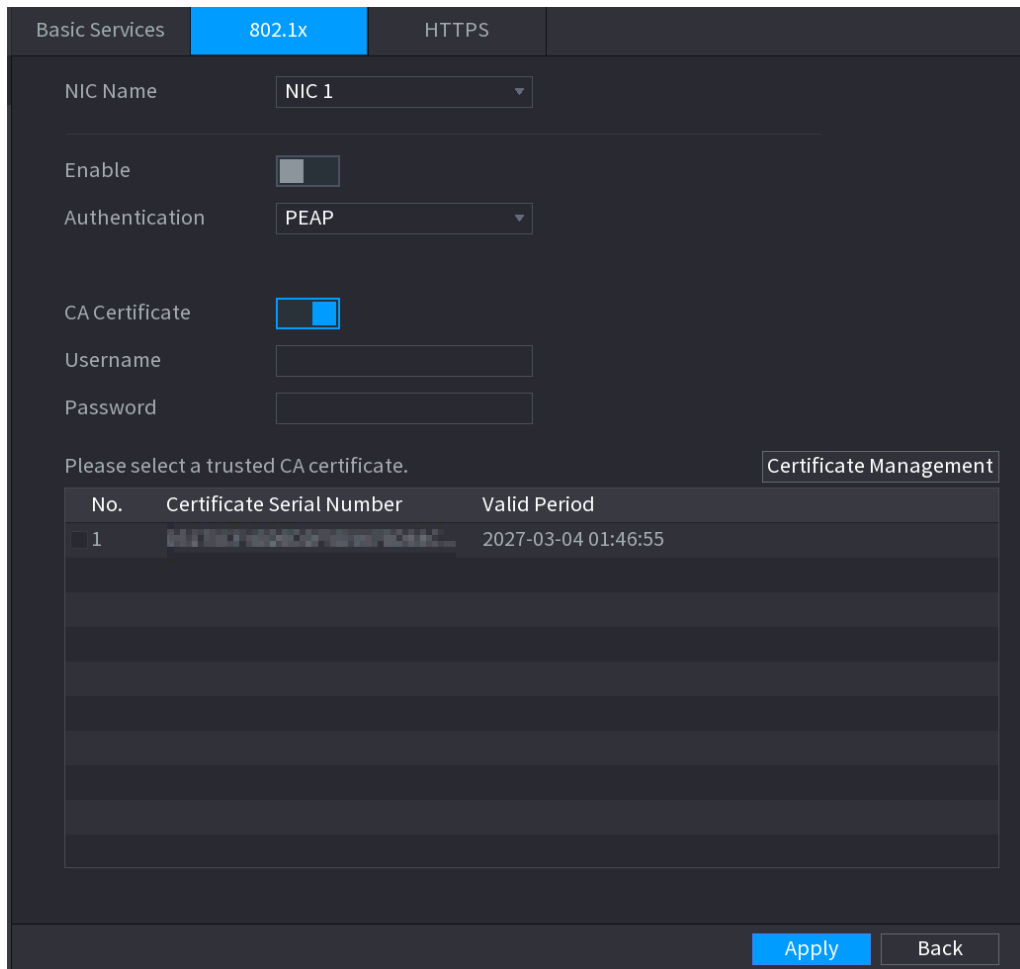 Basic Services 802.1x HTTPS
NIC Name NIC 1
Enable
Authentication PEAP
CA Certificate
Username
Password
Please select a trusted CA certificate. Certificate Management
No. Certificate Serial Number Valid Period
1 2027-03-04 01:46:55
Apply Back